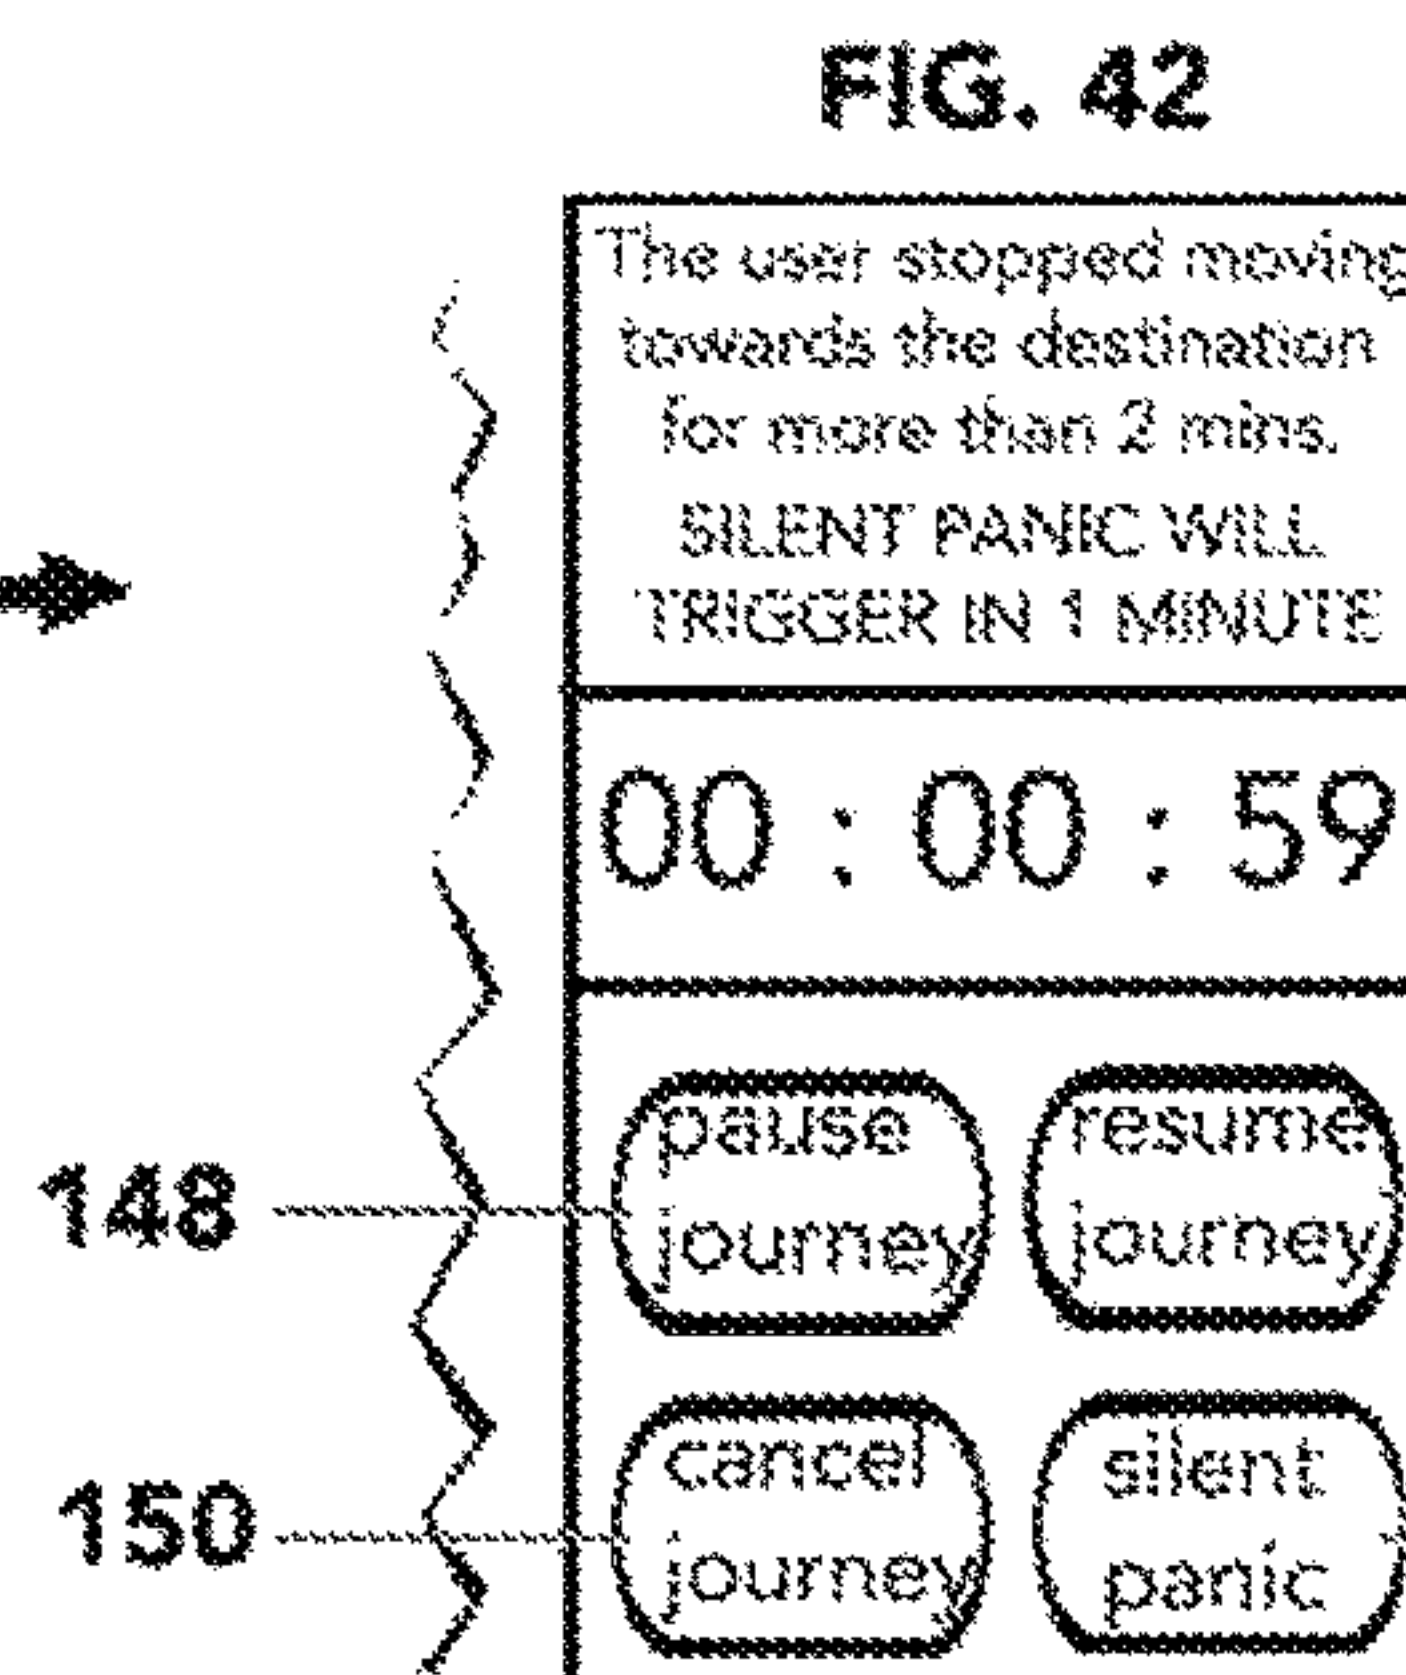 FIG. 42
The user stopped moving
towards the destination
for more than 2 mins.
SILENT PANIC WILL
TRIGGER IN 1 MINUTE
00 : 00 : 59
pause
resume
148
journey
journey
cancel
silent
150
journey
panic